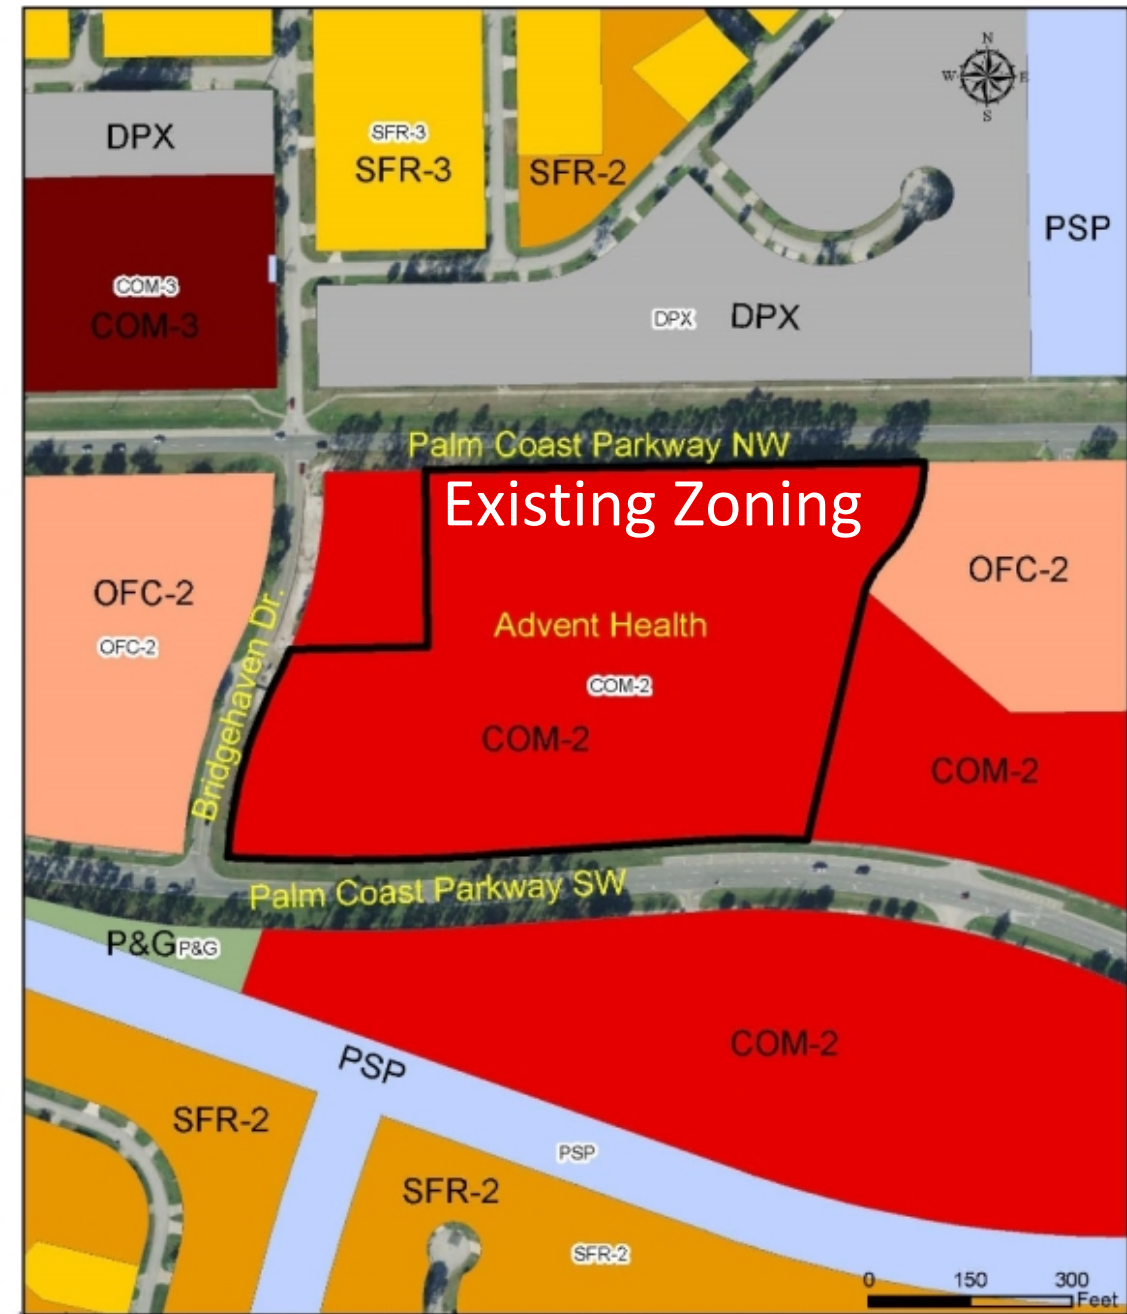 N
W E
S
DPX
SFR-3
SFR-3
SFR-2
PSP
COM-3
COM-3
DPX DPX
Palm Coast Parkway NW
Existing Zoning
OFC-2
OFC-2
OFC-2
Advent Health
COM-2
COM-2
COM-2
Bridgehaven Dr.
Palm Coast Parkway SW
P&G P&G
COM-2
PSP
SFR-2
PSP
SFR-2
SFR-2
0 150 300
Feet